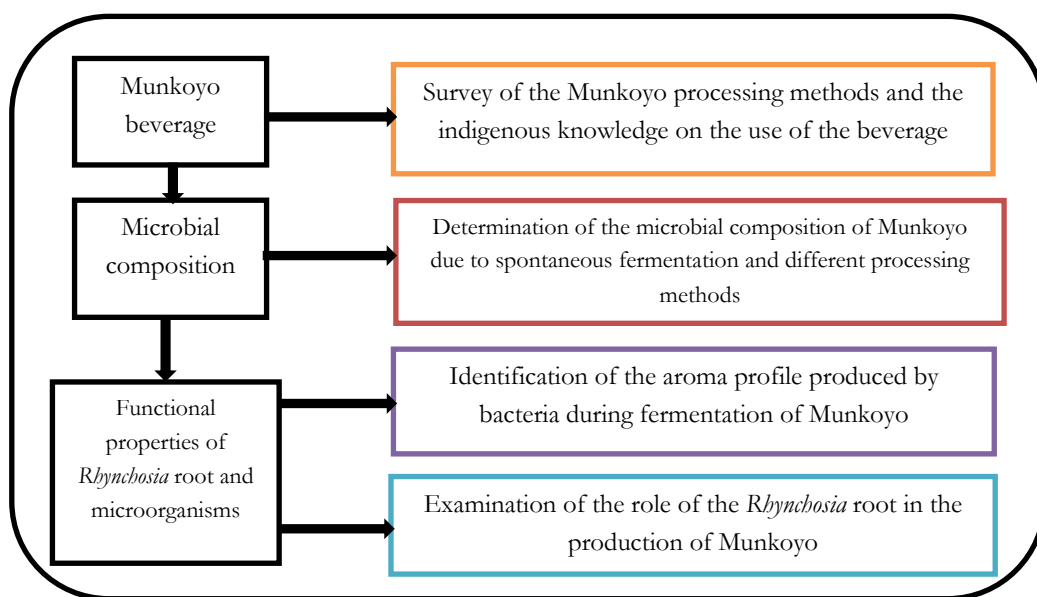 Munkoyo
beverage
Survey of the Munkoyo processing methods and the
indigenous knowledge on the use of the beverage
Microbial
composition
Determination of the microbial composition of Munkoyo
due to spontaneous fermentation and different processing
methods
Functional
properties of
Rhynchosia root and
microorganisms
Identification of the aroma profile produced by
bacteria during fermentation of Munkoyo
Examination of the role of the Rhynchosia root in the
production of Munkoyo